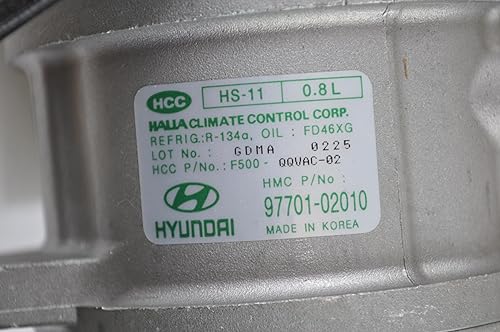 HCC HS-11 0.8L
HALLA CLIMATE CONTROL CORP.
REFRIG.:R-134a, OIL : FD46XG
LOT No.: GDMA 0225
HCC P/No.: F500- QQVAC-02
HMC P/No :
HYUNDAI 97701-02010
MADE IN KOREA